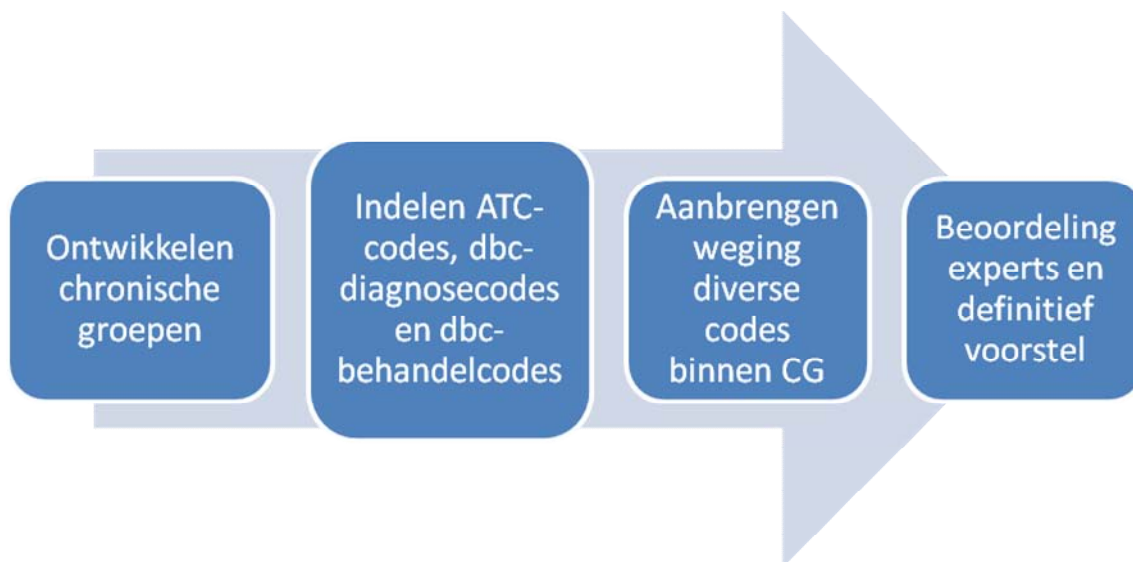 Ontwikkelen
chronische
groepen
Indelen ATC-
codes, dbc-
diagnosecodes
en dbc-
behandelcodes
Aanbrengen
weging
diverse
codes
binnen CG
Beoordeling
experts en
definitief
voorstel